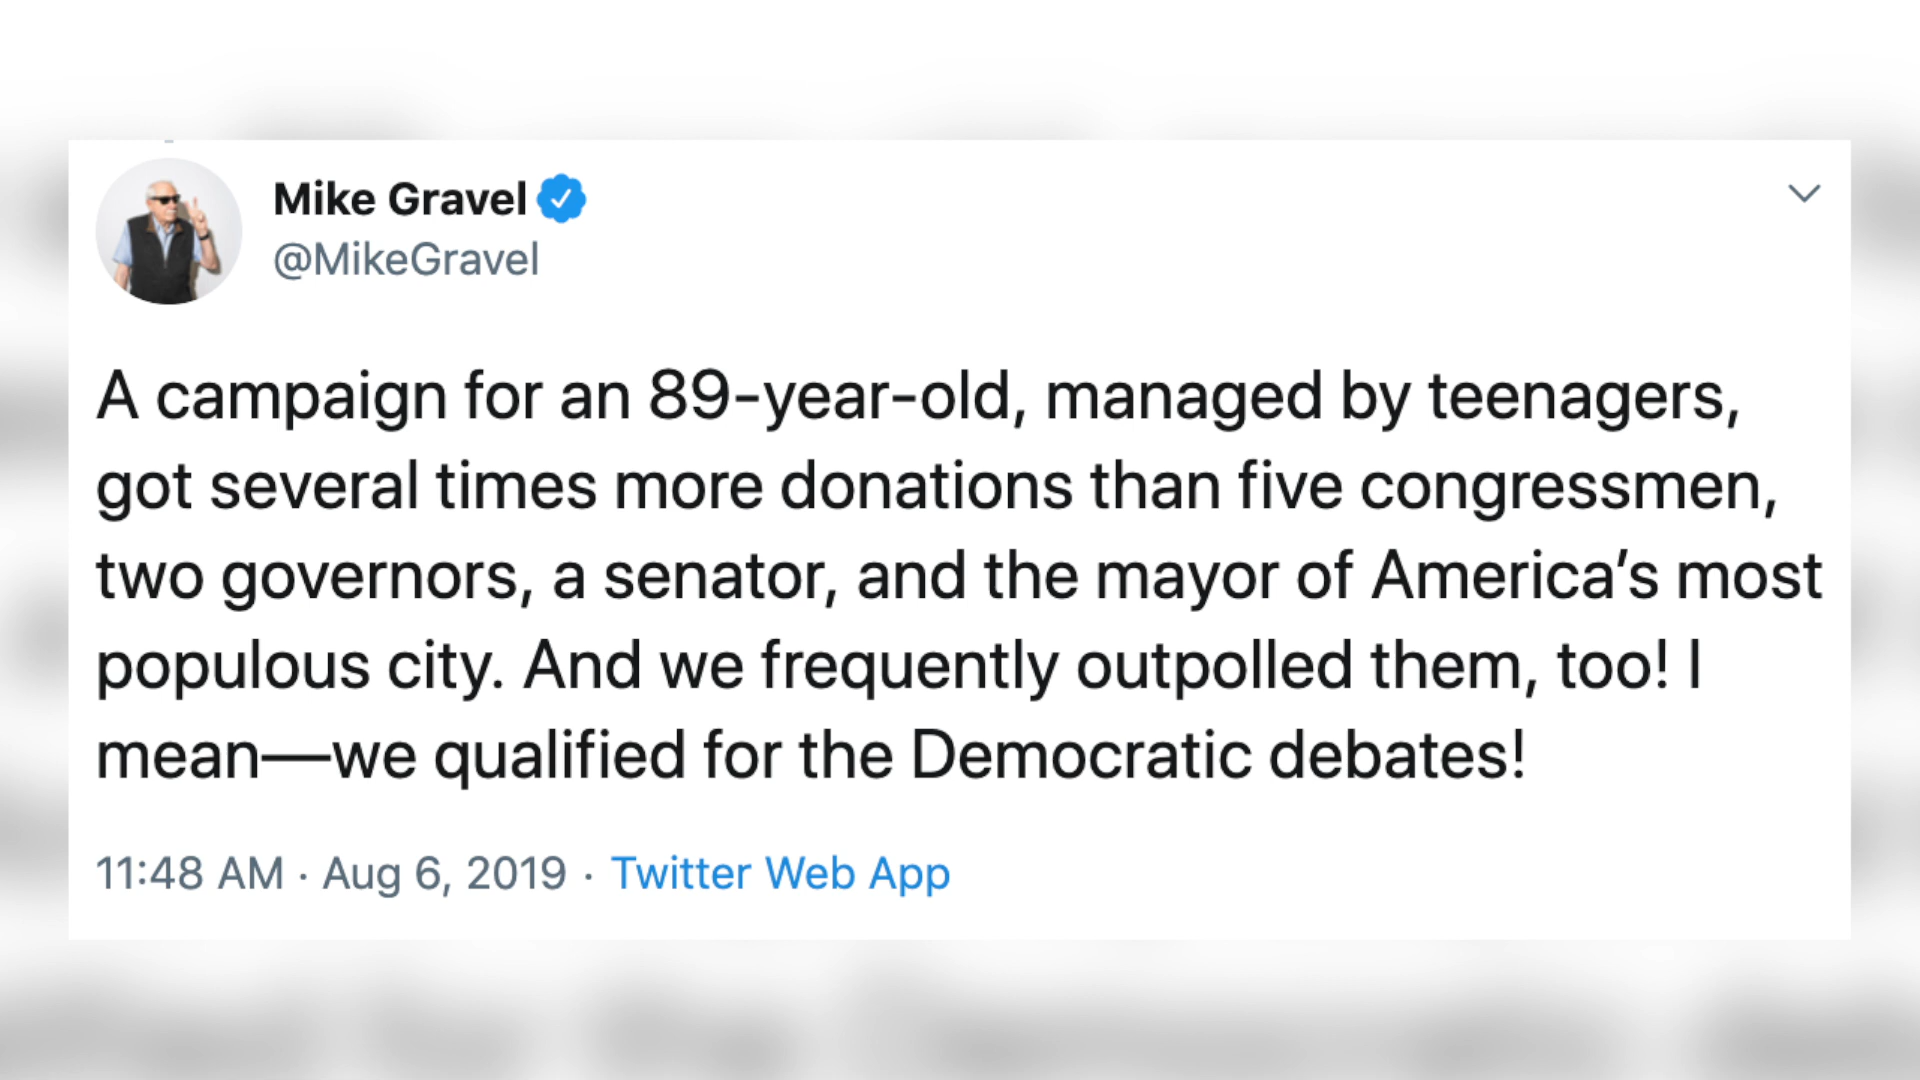 Mike Gravel
@MikeGravel
A campaign for an 89-year-old, managed by teenagers,
got several times more donations than five congressmen,
two governors, a senator, and the mayor of America’s most
populous city. And we frequently outpolled them, too! I
mean—we qualified for the Democratic debates!
11:48 AM · Aug 6, 2019 · Twitter Web App